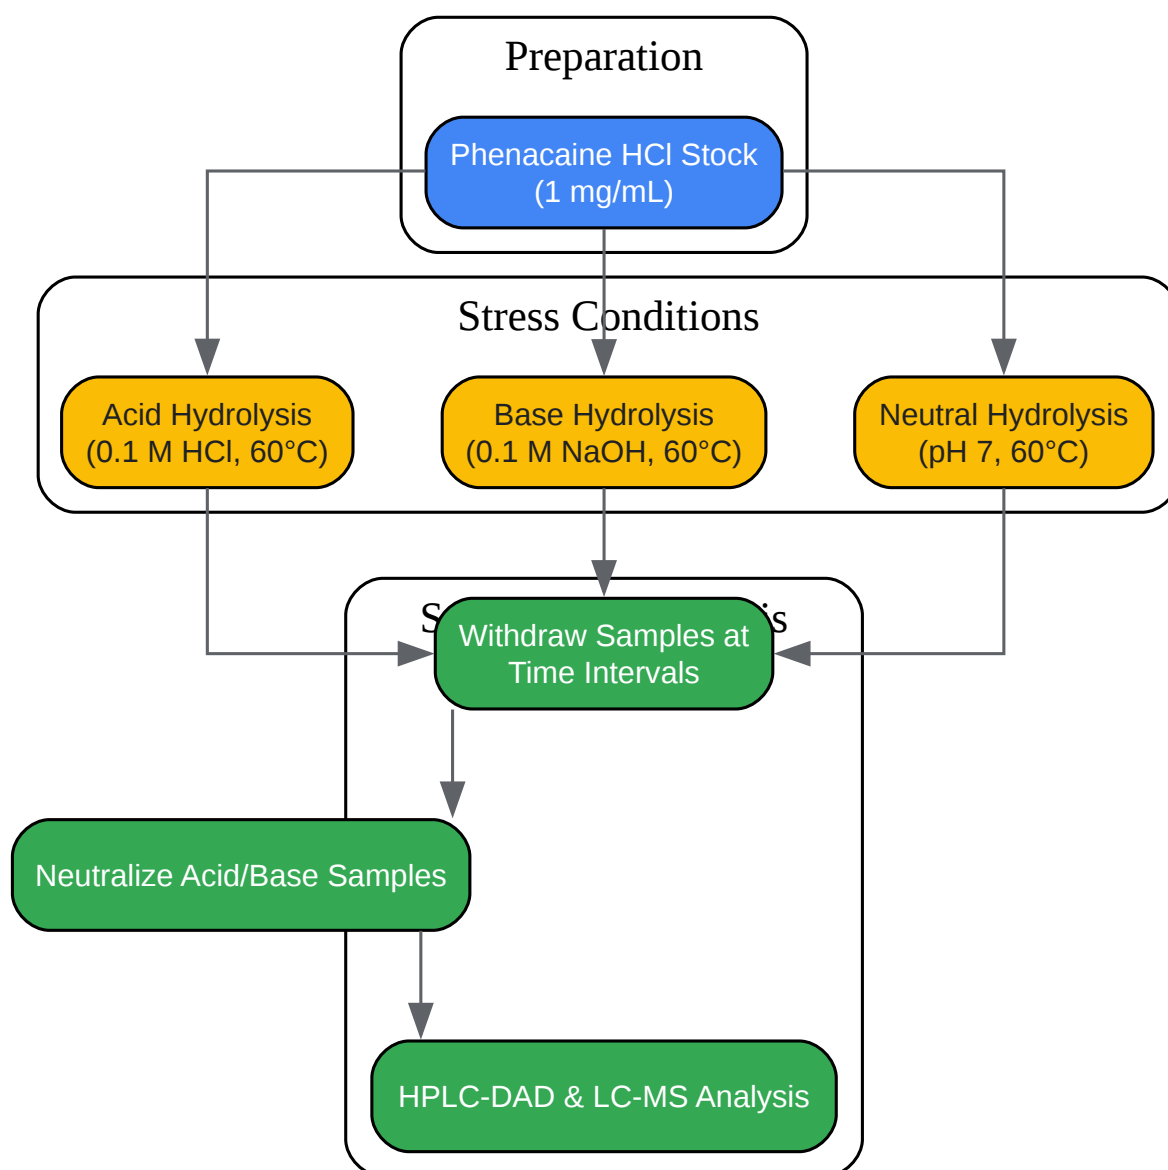 Preparation
Phenacaine HCl Stock
(1 mg/mL)
Stress Conditions
Acid Hydrolysis
(0.1 M HCl, 60°C)
Base Hydrolysis
(0.1 M NaOH, 60°C)
Neutral Hydrolysis
(pH 7, 60°C)
Withdraw Samples at
Time Intervals
Neutralize Acid/Base Samples
HPLC-DAD & LC-MS Analysis